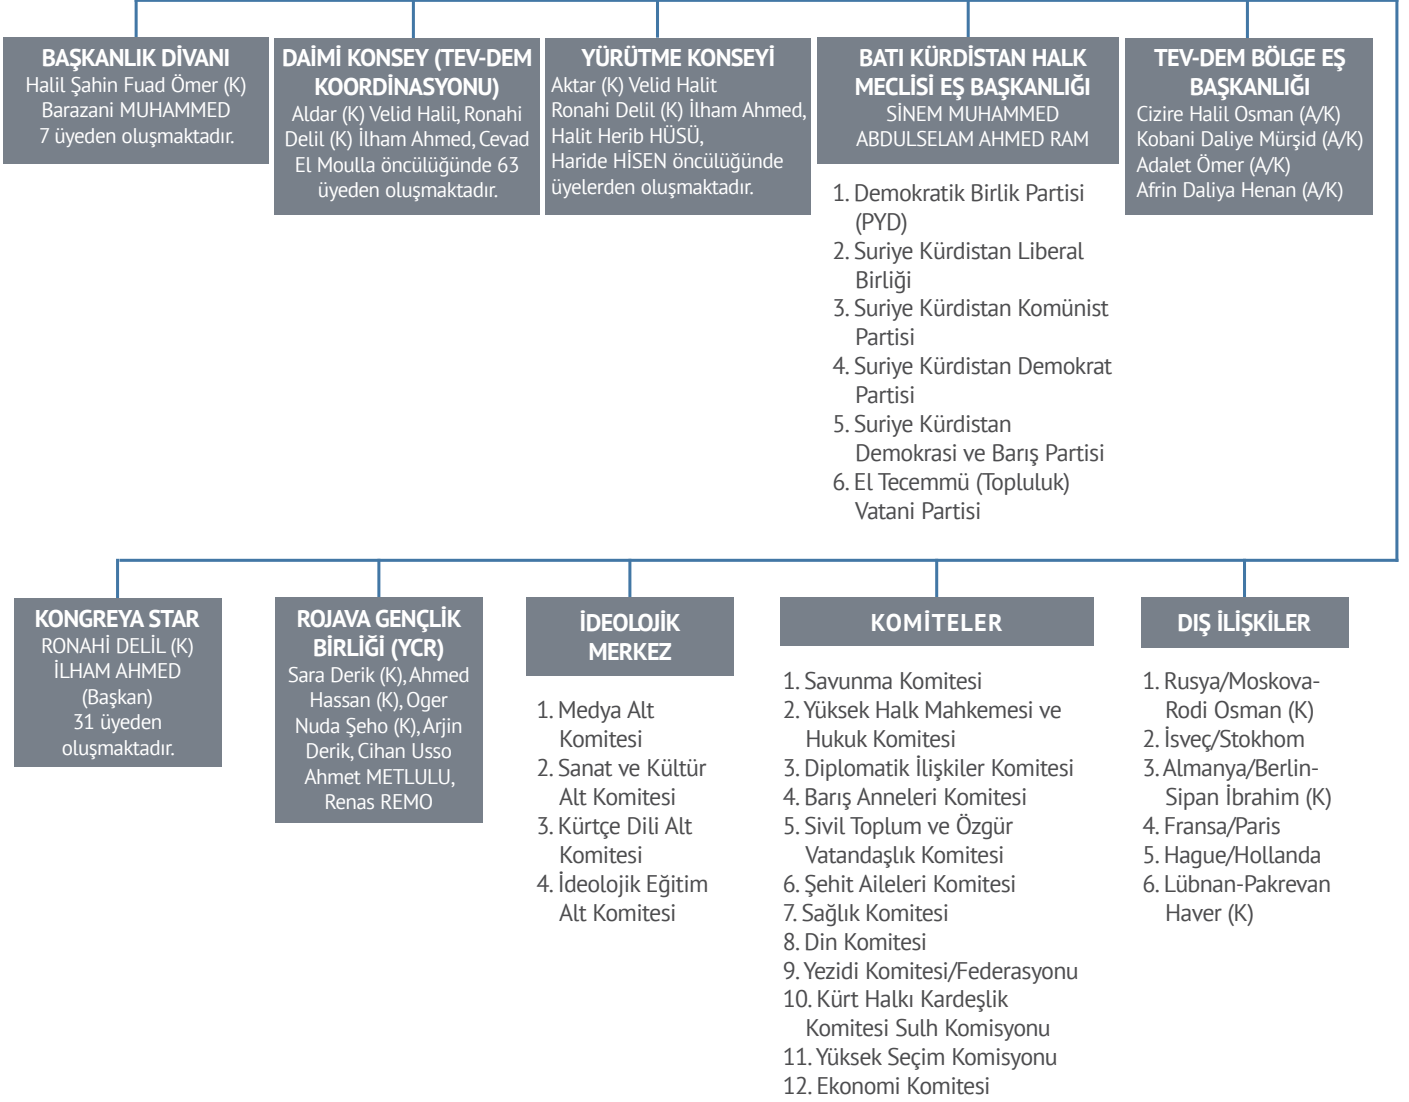 BAŞKANLIK DİVANI
Halil Şahin Fuad Ömer (K)
Barazani MUHAMMED
7 üyeden oluşmaktadır.
DAİMİ KONSEY (TEV-DEM
KOORDİNASYONU)
Aldar (K) Velid Halil, Ronahi
Delil (K) İlham Ahmed, Cevad
El Moulla öncülüğünde 63
üyeden oluşmaktadır.
YÜRÜTME KONSEYİ
Aktar (K) Velid Halit
Ronahi Delil (K) İlham Ahmed,
Halit Herib HÜSÜ,
Haride HİSEN öncülüğünde
üyelerden oluşmaktadır.
BATI KÜRDİSTAN HALK
MECLİSİ EŞ BAŞKANLIĞI
SİNEM MUHAMMED
ABDULSELAM AHMED RAM
1. Demokratik Birlik Partisi
(PYD)
2. Suriye Kürdistan Liberal
Birliği
3. Suriye Kürdistan Komünist
Partisi
4. Suriye Kürdistan Demokrat
Partisi
5. Suriye Kürdistan
Demokrasi ve Barış Partisi
6. El Tecemmü (Topluluk)
Vatani Partisi
TEV-DEM BÖLGE EŞ
BAŞKANLIĞI
Cizire Halil Osman (A/K)
Kobani Daliye Mürşid (A/K)
Adalet Ömer (A/K)
Afrin Daliya Henan (A/K)
KONGREYA STAR
RONAHİ DELİL (K)
İLHAM AHMED
(Başkan)
31 üyeden
oluşmaktadır.
ROJAVA GENÇLİK
BİRLİĞİ (YCR)
Sara Derik (K), Ahmed
Hassan (K), Oger
Nuda Şeho (K), Arjin
Derik, Cihan Usso
Ahmet METLULU,
Renas REMO
İDEOLOJİK
MERKEZ
1. Medya Alt
Komitesi
2. Sanat ve Kültür
Alt Komitesi
3. Kürtçe Dili Alt
Komitesi
4. İdeolojik Eğitim
Alt Komitesi
KOMİTELER
1. Savunma Komitesi
2. Yüksek Halk Mahkemesi ve
Hukuk Komitesi
3. Diplomatik İlişkiler Komitesi
4. Barış Anneleri Komitesi
5. Sivil Toplum ve Özgür
Vatandaşlık Komitesi
6. Şehit Aileleri Komitesi
7. Sağlık Komitesi
8. Din Komitesi
9. Yezidi Komitesi/Federasyonu
10. Kürt Halkı Kardeşlik
Komitesi Sulh Komisyonu
11. Yüksek Seçim Komisyonu
12. Ekonomi Komitesi
DIŞ İLİŞKİLER
1. Rusya/Moskova-
Rodi Osman (K)
2. İsveç/Stokhom
3. Almanya/Berlin-
Sipan İbrahim (K)
4. Fransa/Paris
5. Hague/Hollanda
6. Lübnan-Pakrevan
Haver (K)